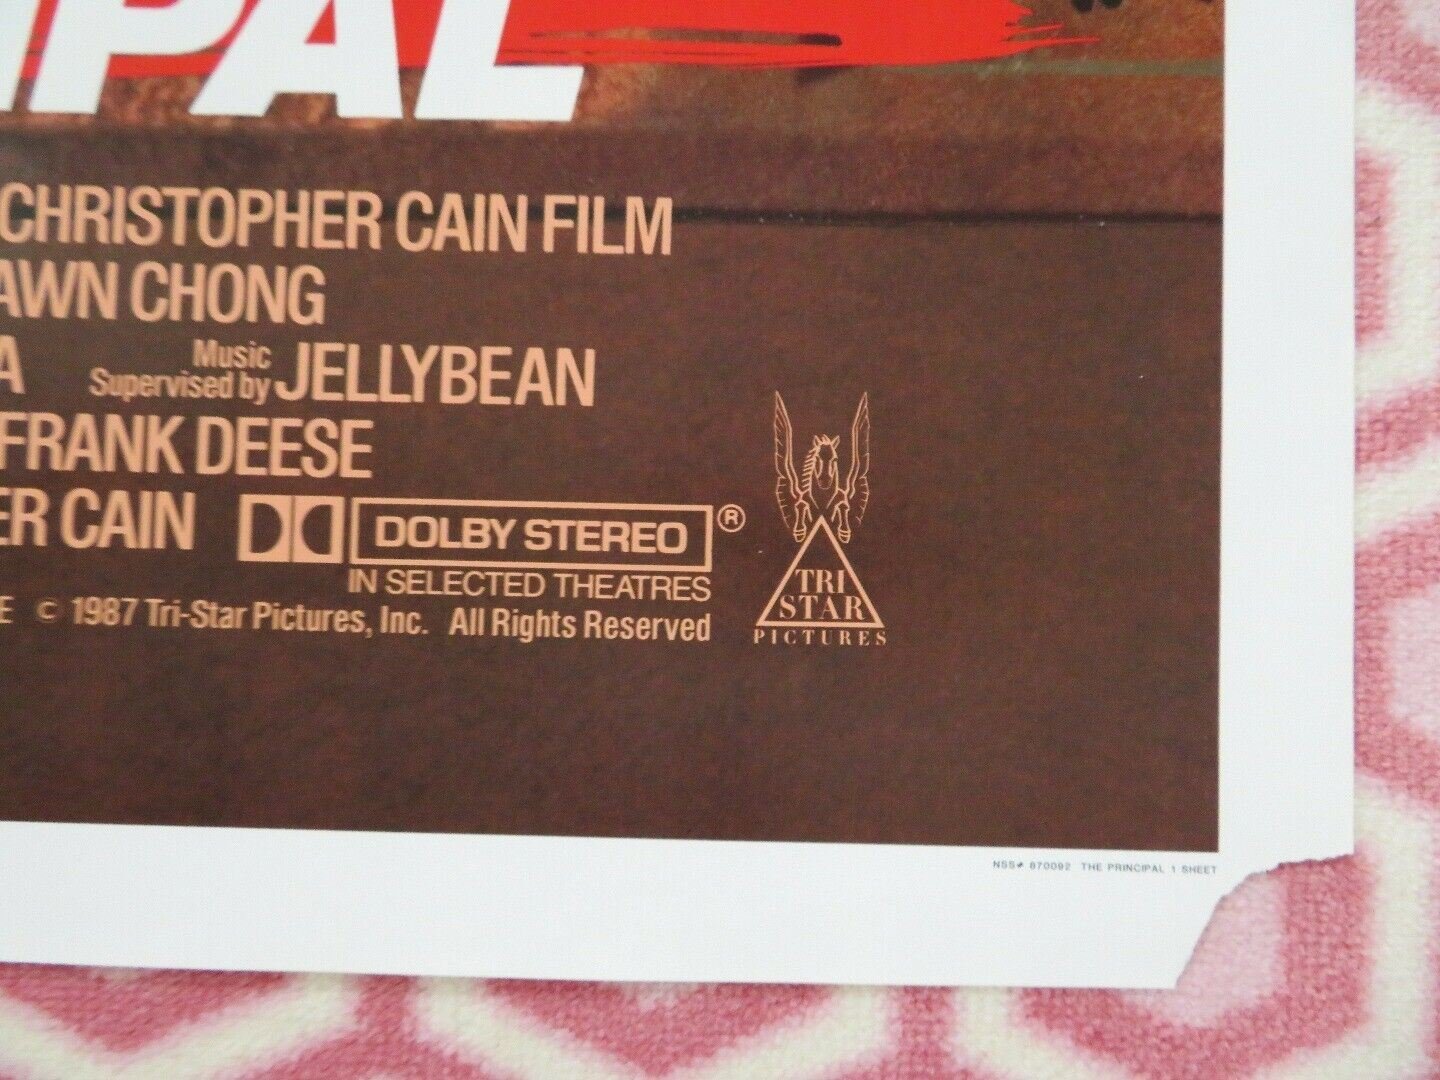 IPAL
CHRISTOPHER CAIN FILM
AWN CHONG
A Music Supervised by JELLYBEAN
FRANK DEESE
ER CAIN
DOLBY STEREO ®
IN SELECTED THEATRES
E © 1987 Tri-Star Pictures, Inc. All Rights Reserved
TRI
STAR
PICTURES
NSS# 870092 THE PRINCIPAL 1 SHEET